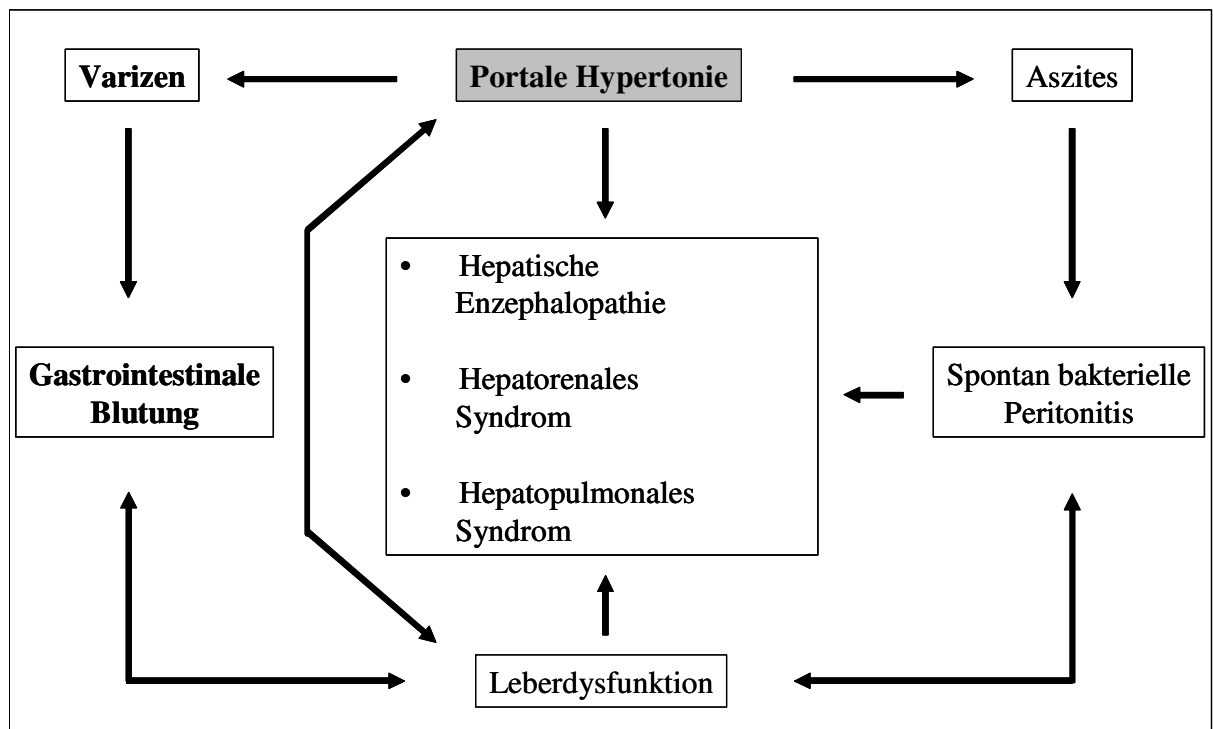 Varizen
Portale Hypertonie
Aszites
• Hepatische
Enzephalopathie
• Hepatorenales
Syndrom
• Hepatopulmonales
Syndrom
Gastrointestinale
Blutung
Spontan bakterielle
Peritonitis
Leberdysfunktion